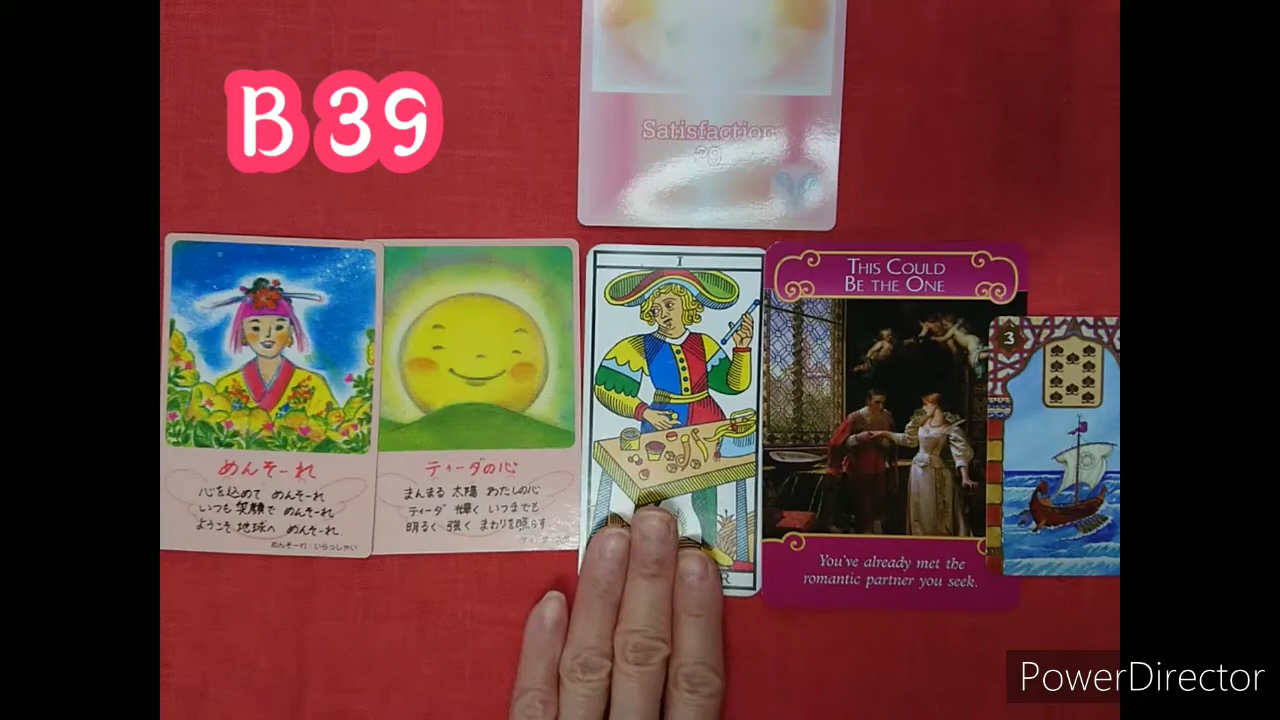 B 39
Satisfaction
39
めんそーれ
心を込めて めんそーれ
いつも 笑顔で めんそーれ
ようこそ 地球へ めんそーれ
めんそーれ:いらっしゃい
ティーダの心
まんまる 太陽 わたしの心
ティーダ 輝く いつまでも
明るく 強く まわりを照らす
I
R
THIS COULD
BE THE ONE
You've already met the
romantic partner you seek.
3
PowerDirector